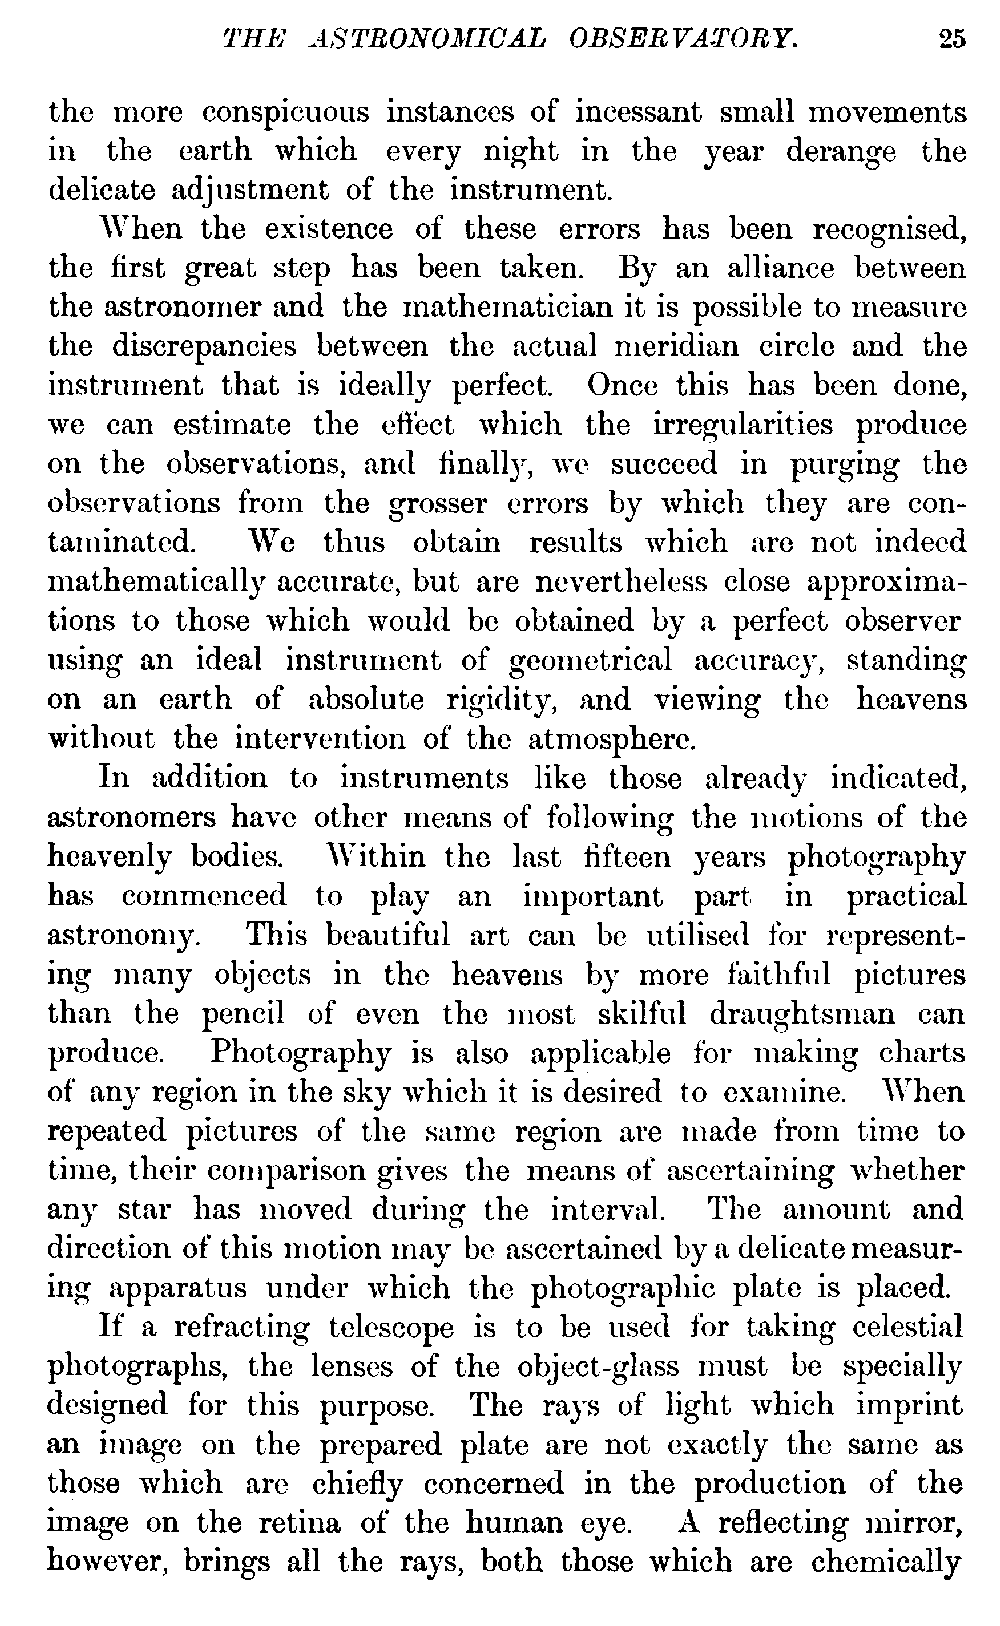 THE ASTRONOMICAL OBSERVATORY. 25
the more conspicuous instances of incessant small movements
in the earth which every night in the year derange the
delicate adjustment of the instrument.
When the existence of these errors has been recognised,
the first great step has been taken. By an alliance between
the astronomer and the mathematician it is possible to measure
the discrepancies between the actual meridian circle and the
instrument that is ideally perfect. Once this has been done,
we can estimate the effect which the irregularities produce
on the observations, and finally, we succeed in purging the
observations from the grosser errors by which they are con-
taminated. We thus obtain results which are not indeed
mathematically accurate, but are nevertheless close approxima-
tions to those which would be obtained by a perfect observer
using an ideal instrument of geometrical accuracy, standing
on an earth of absolute rigidity, and viewing the heavens
without the intervention of the atmosphere.
In addition to instruments like those already indicated,
astronomers have other means of following the motions of the
heavenly bodies. Within the last fifteen years photography
has commenced to play an important part in practical
astronomy. This beautiful art can be utilised for represent-
ing many objects in the heavens by more faithful pictures
than the pencil of even the most skilful draughtsman can
produce. Photography is also applicable for making charts
of any region in the sky which it is desired to examine. When
repeated pictures of the same region are made from time to
time, their comparison gives the means of ascertaining whether
any star has moved during the interval. The amount and
direction of this motion may be ascertained by a delicate measur-
ing apparatus under which the photographic plate is placed.
If a refracting telescope is to be used for taking celestial
photographs, the lenses of the object-glass must be specially
designed for this purpose. The rays of light which imprint
an image on the prepared plate are not exactly the same as
those which are chiefly concerned in the production of the
image on the retina of the human eye. A reflecting mirror,
however, brings all the rays, both those which are chemically